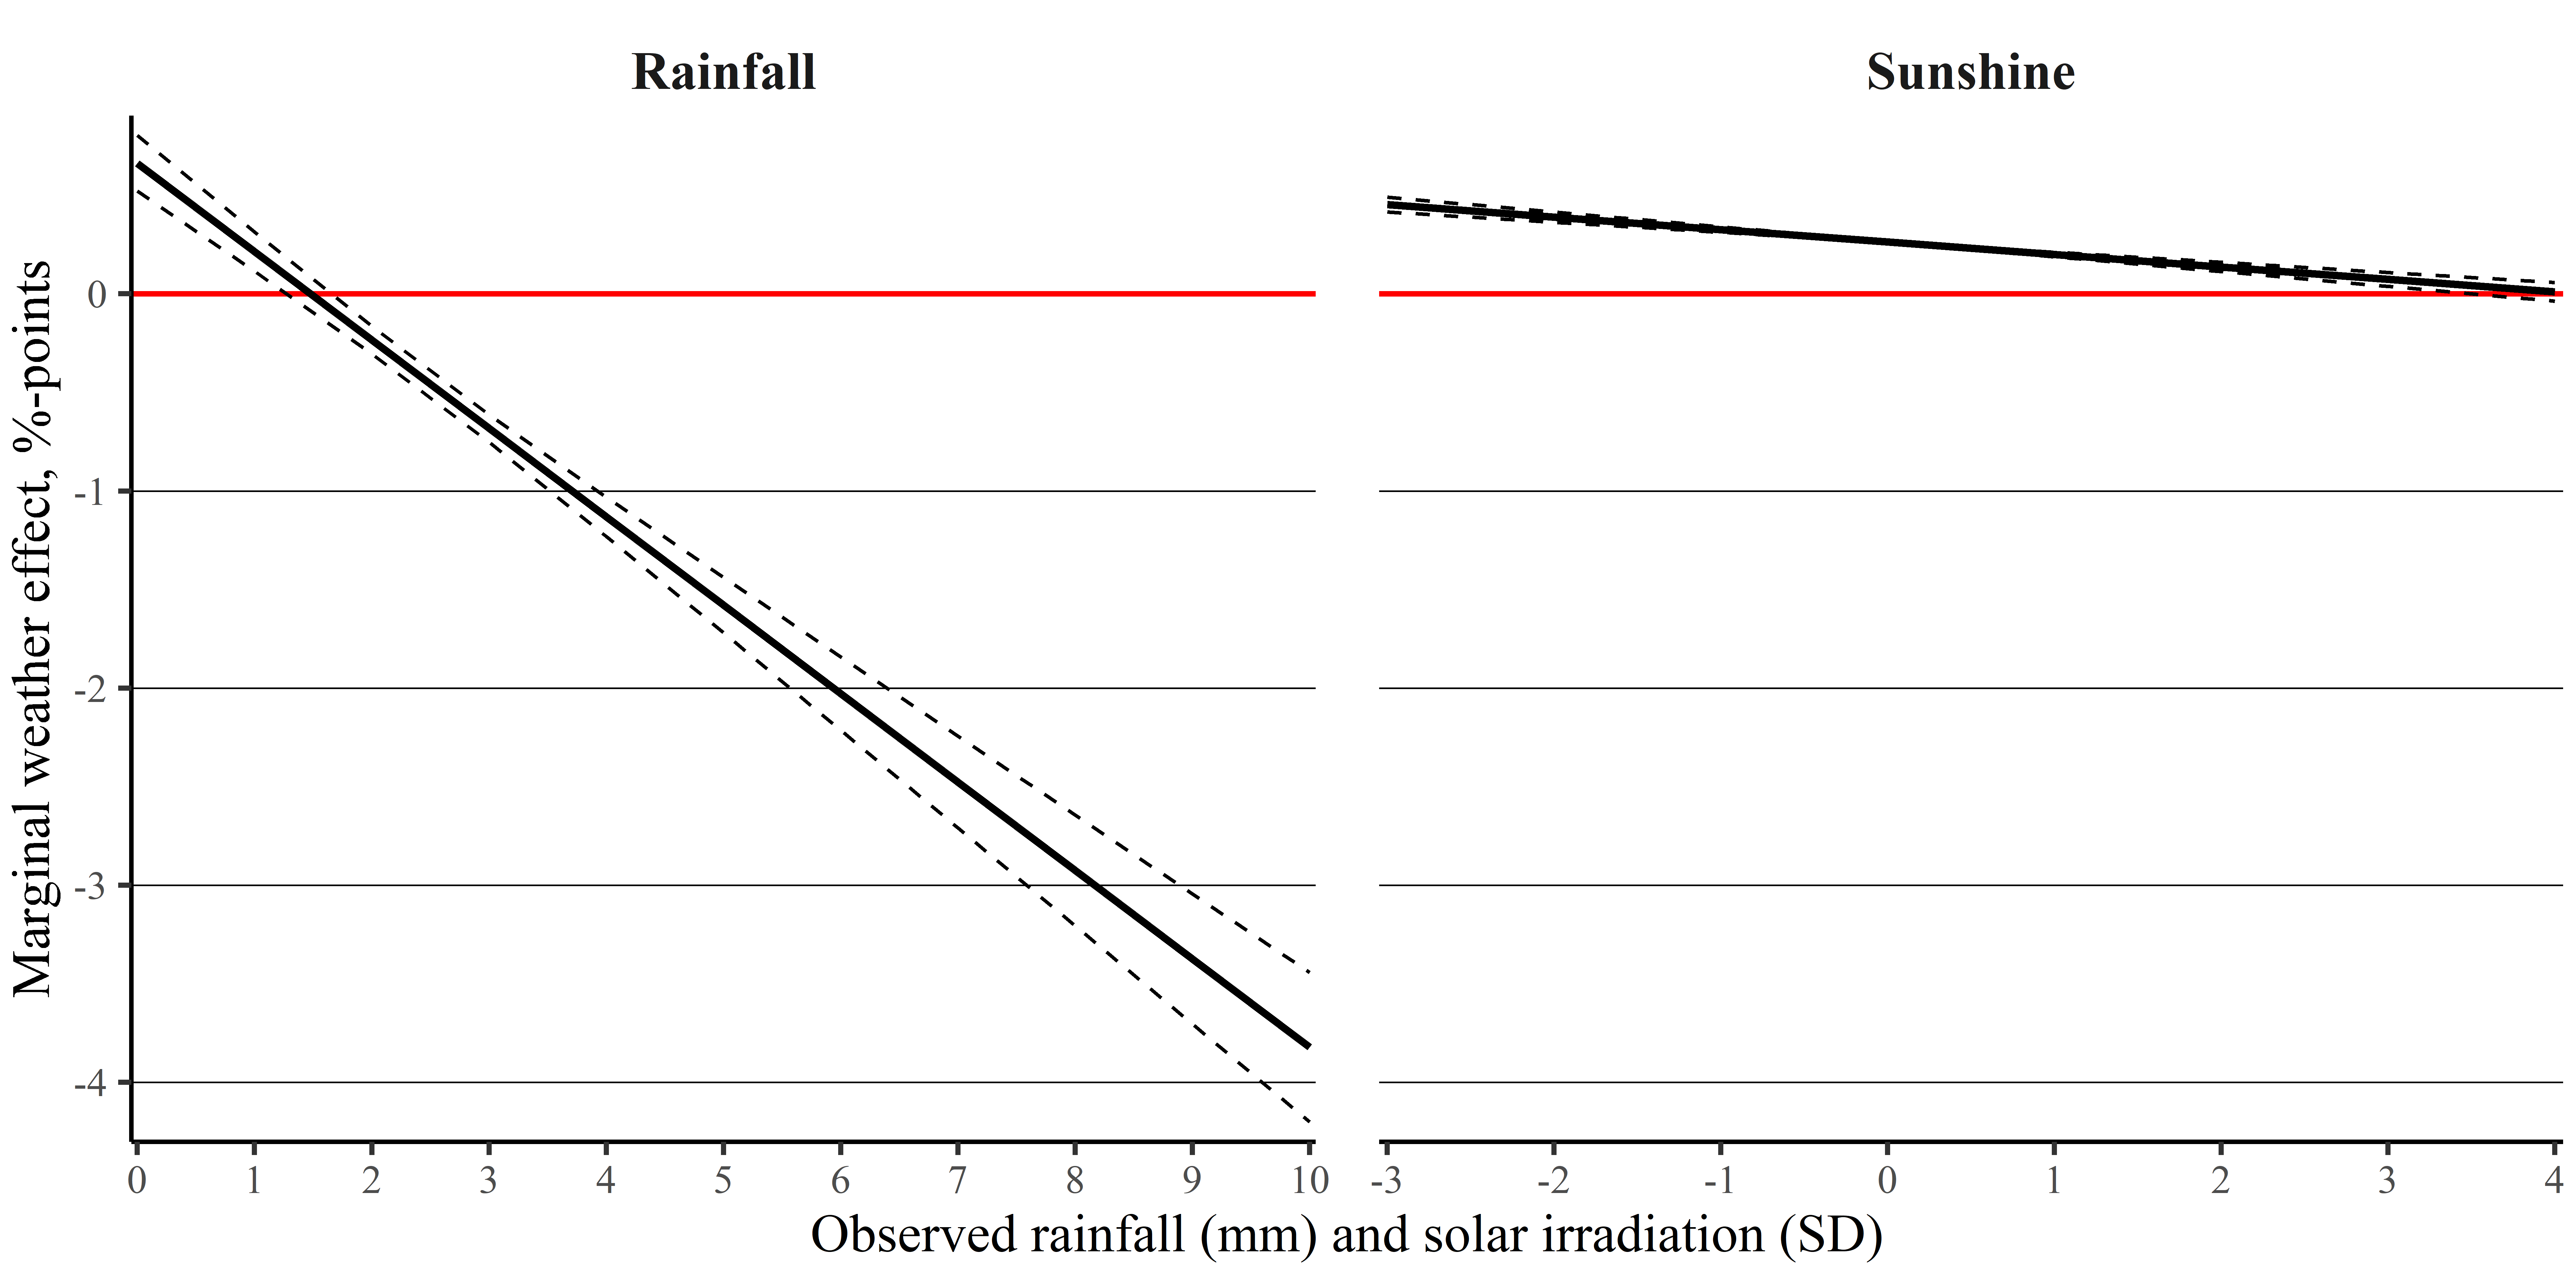 Rainfall
Sunshine
Marginal weather effect, %-points
0
-1
-2
-3
-4
0 1 2 3 4 5 6 7 8 9 10
-3 -2 -1 0 1 2 3 4
Observed rainfall (mm) and solar irradiation (SD)